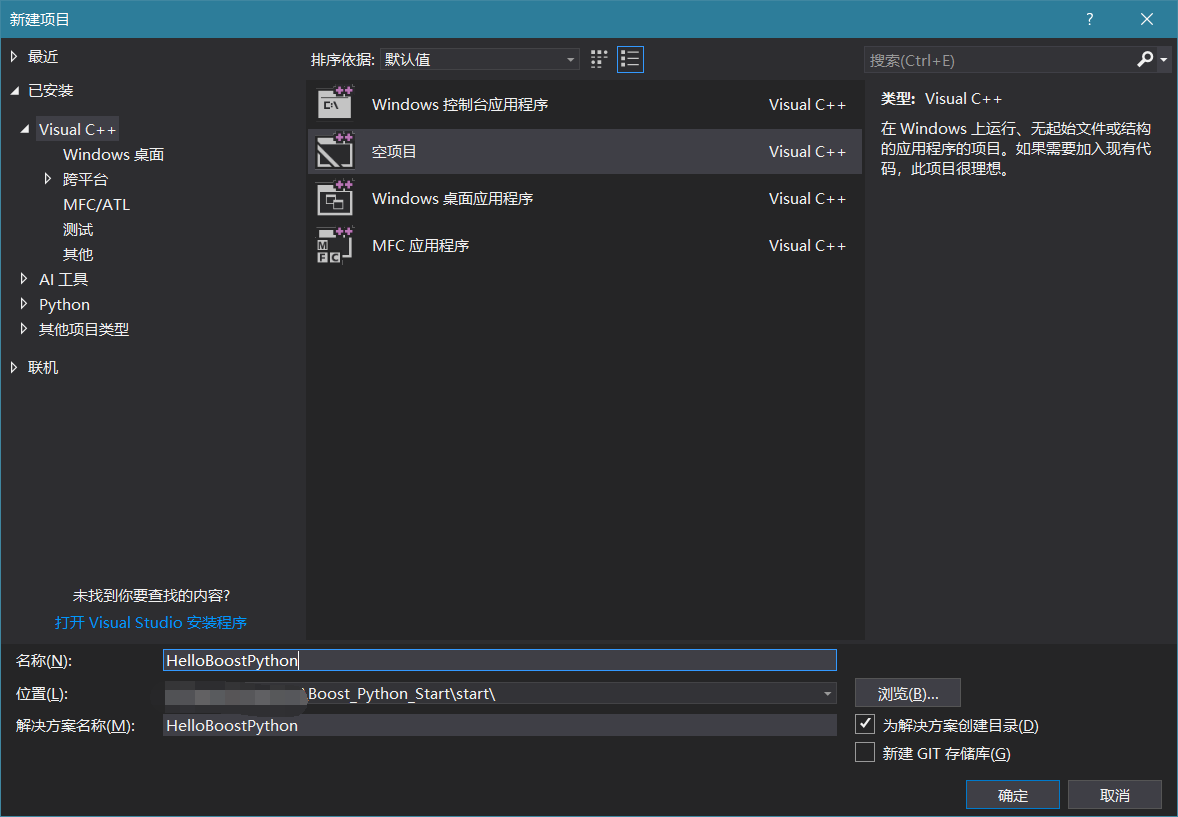 新建项目
?
最近
已安装
Visual C++
Windows 桌面
跨平台
MFC/ATL
测试
其他
AI 工具
Python
其他项目类型
联机
未找到你要查找的内容?
打开 Visual Studio 安装程序
排序依据: 默认值
Windows 控制台应用程序 Visual C++
空项目 Visual C++
Windows 桌面应用程序 Visual C++
MFC 应用程序 Visual C++
搜索(Ctrl+E)
类型: Visual C++
在 Windows 上运行、无起始文件或结构
的应用程序的项目。如果需要加入现有代
码，此项目很理想。
名称(N): HelloBoostPython
位置(L): \Boost_Python_Start\start\
浏览(B)...
解决方案名称(M): HelloBoostPython
为解决方案创建目录(D)
新建 GIT 存储库(G)
确定
取消